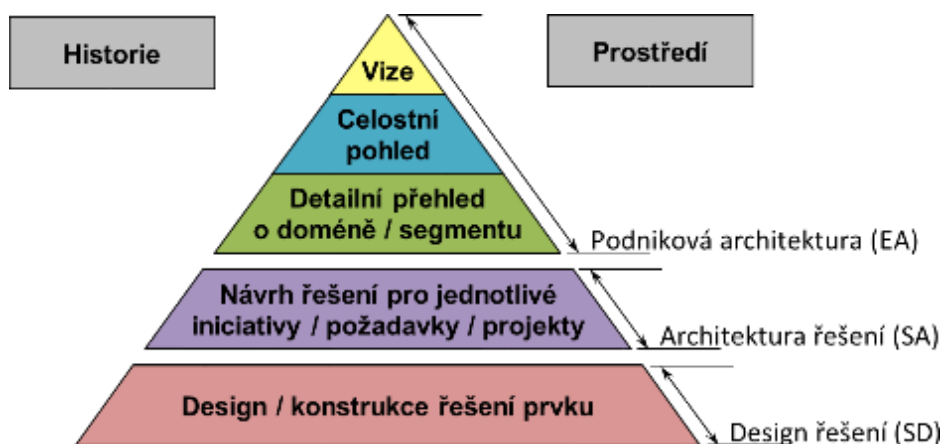 Historie
Prostředí
Vize
Celostní
pohled
Detailní přehled
o doméně / segmentu
Podniková architektura (EA)
Návrh řešení pro jednotlivé
iniciativy / požadavky / projekty
Architektura řešení (SA)
Design / konstrukce řešení prvku
Design řešení (SD)